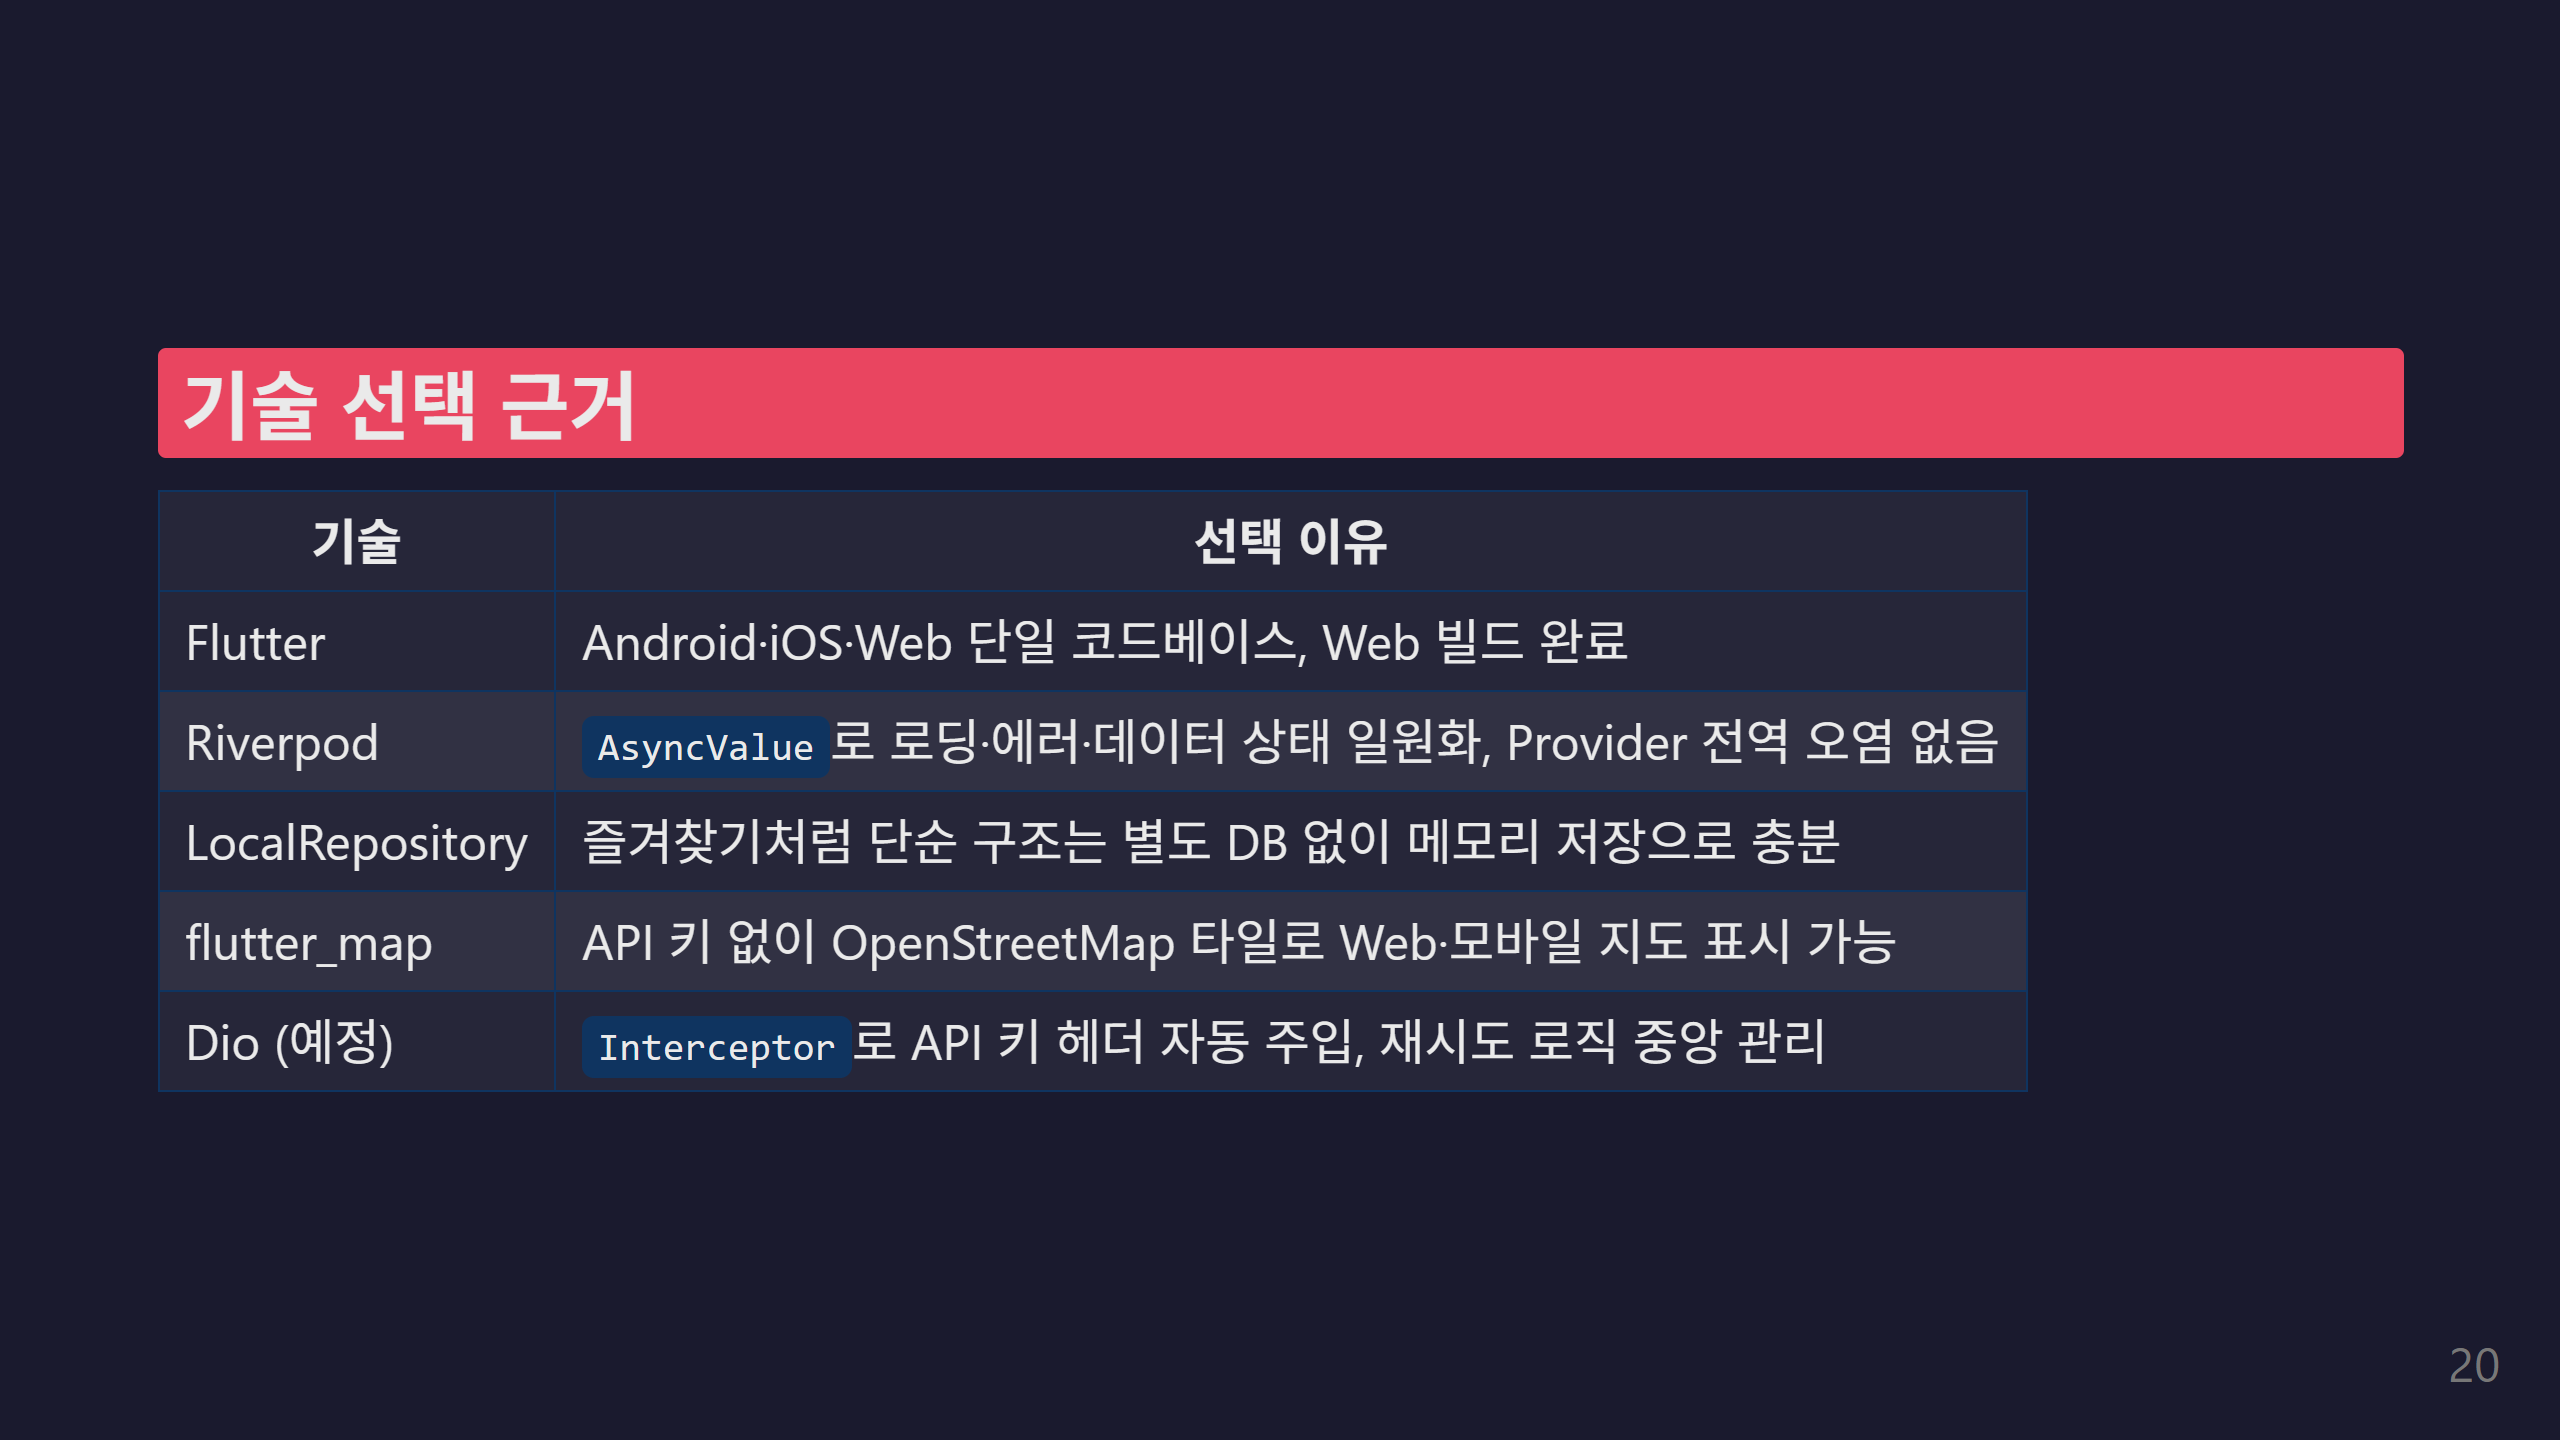 기술 선택 근거
기술 선택 이유
Flutter Android·iOS·Web 단일 코드베이스, Web 빌드 완료
Riverpod AsyncValue로 로딩·에러·데이터 상태 일원화, Provider 전역 오염 없음
LocalRepository 즐겨찾기처럼 단순 구조는 별도 DB 없이 메모리 저장으로 충분
flutter_map API 키 없이 OpenStreetMap 타일로 Web·모바일 지도 표시 가능
Dio (예정) Interceptor로 API 키 헤더 자동 주입, 재시도 로직 중앙 관리
20